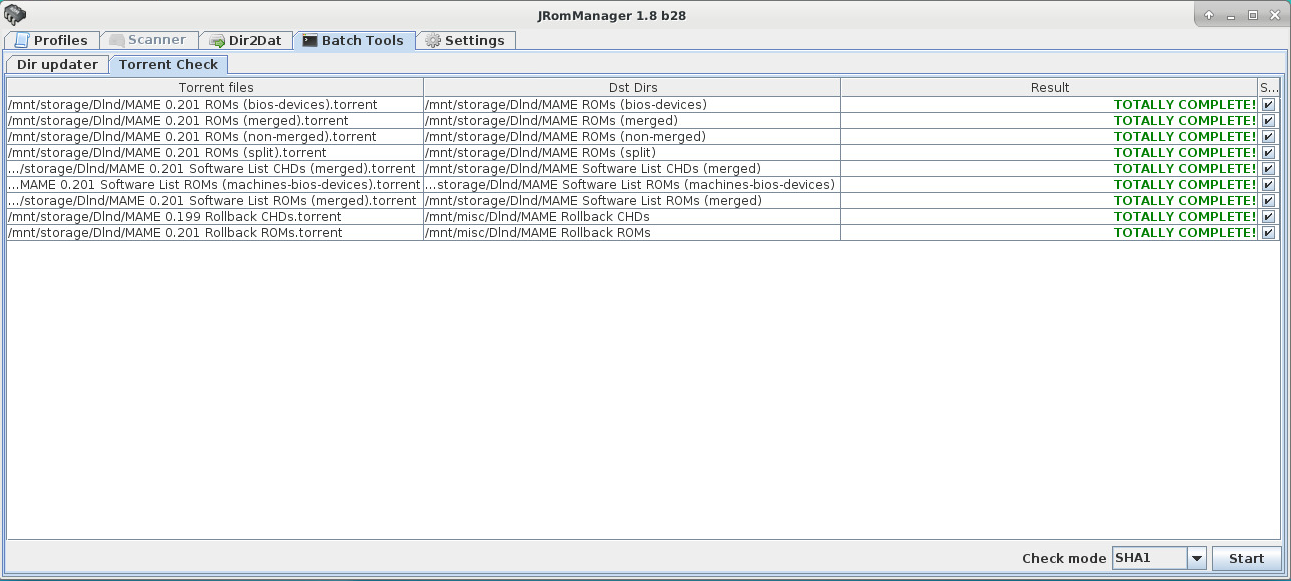 JRomManager 1.8 b28
Profiles Scanner Dir2Dat Batch Tools Settings
Dir updater Torrent Check
Torrent files Dst Dirs Result S...
/mnt/storage/Dlnd/MAME 0.201 ROMs (bios-devices).torrent /mnt/storage/Dlnd/MAME ROMs (bios-devices) TOTALLY COMPLETE!
/mnt/storage/Dlnd/MAME 0.201 ROMs (merged).torrent /mnt/storage/Dlnd/MAME ROMs (merged) TOTALLY COMPLETE!
/mnt/storage/Dlnd/MAME 0.201 ROMs (non-merged).torrent /mnt/storage/Dlnd/MAME ROMs (non-merged) TOTALLY COMPLETE!
/mnt/storage/Dlnd/MAME 0.201 ROMs (split).torrent /mnt/storage/Dlnd/MAME ROMs (split) TOTALLY COMPLETE!
.../storage/Dlnd/MAME 0.201 Software List CHDs (merged).torrent /mnt/storage/Dlnd/MAME Software List CHDs (merged) TOTALLY COMPLETE!
...MAME 0.201 Software List ROMs (machines-bios-devices).torrent ...storage/Dlnd/MAME Software List ROMs (machines-bios-devices) TOTALLY COMPLETE!
.../storage/Dlnd/MAME 0.201 Software List ROMs (merged).torrent /mnt/storage/Dlnd/MAME Software List ROMs (merged) TOTALLY COMPLETE!
/mnt/storage/Dlnd/MAME 0.199 Rollback CHDs.torrent /mnt/misc/Dlnd/MAME Rollback CHDs TOTALLY COMPLETE!
/mnt/storage/Dlnd/MAME 0.201 Rollback ROMs.torrent /mnt/misc/Dlnd/MAME Rollback ROMs TOTALLY COMPLETE!
Check mode SHA1 Start